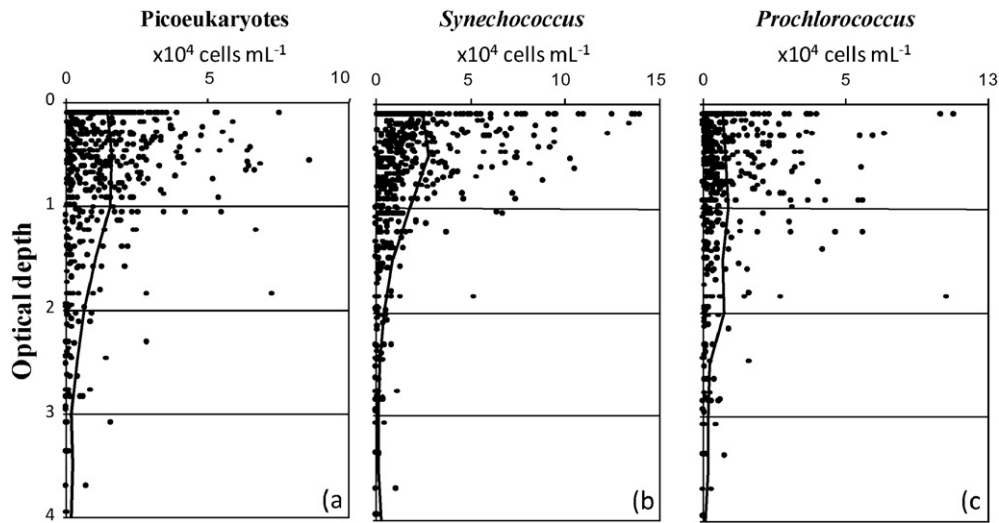 Picoeukaryotes Synechococcus Prochlorococcus
x10⁴ cells mL⁻¹ x10⁴ cells mL⁻¹ x10⁴ cells mL⁻¹
0 5 10 0 5 10 15 0 5 13
0
1
2
3
4
Optical depth
(a (b (c